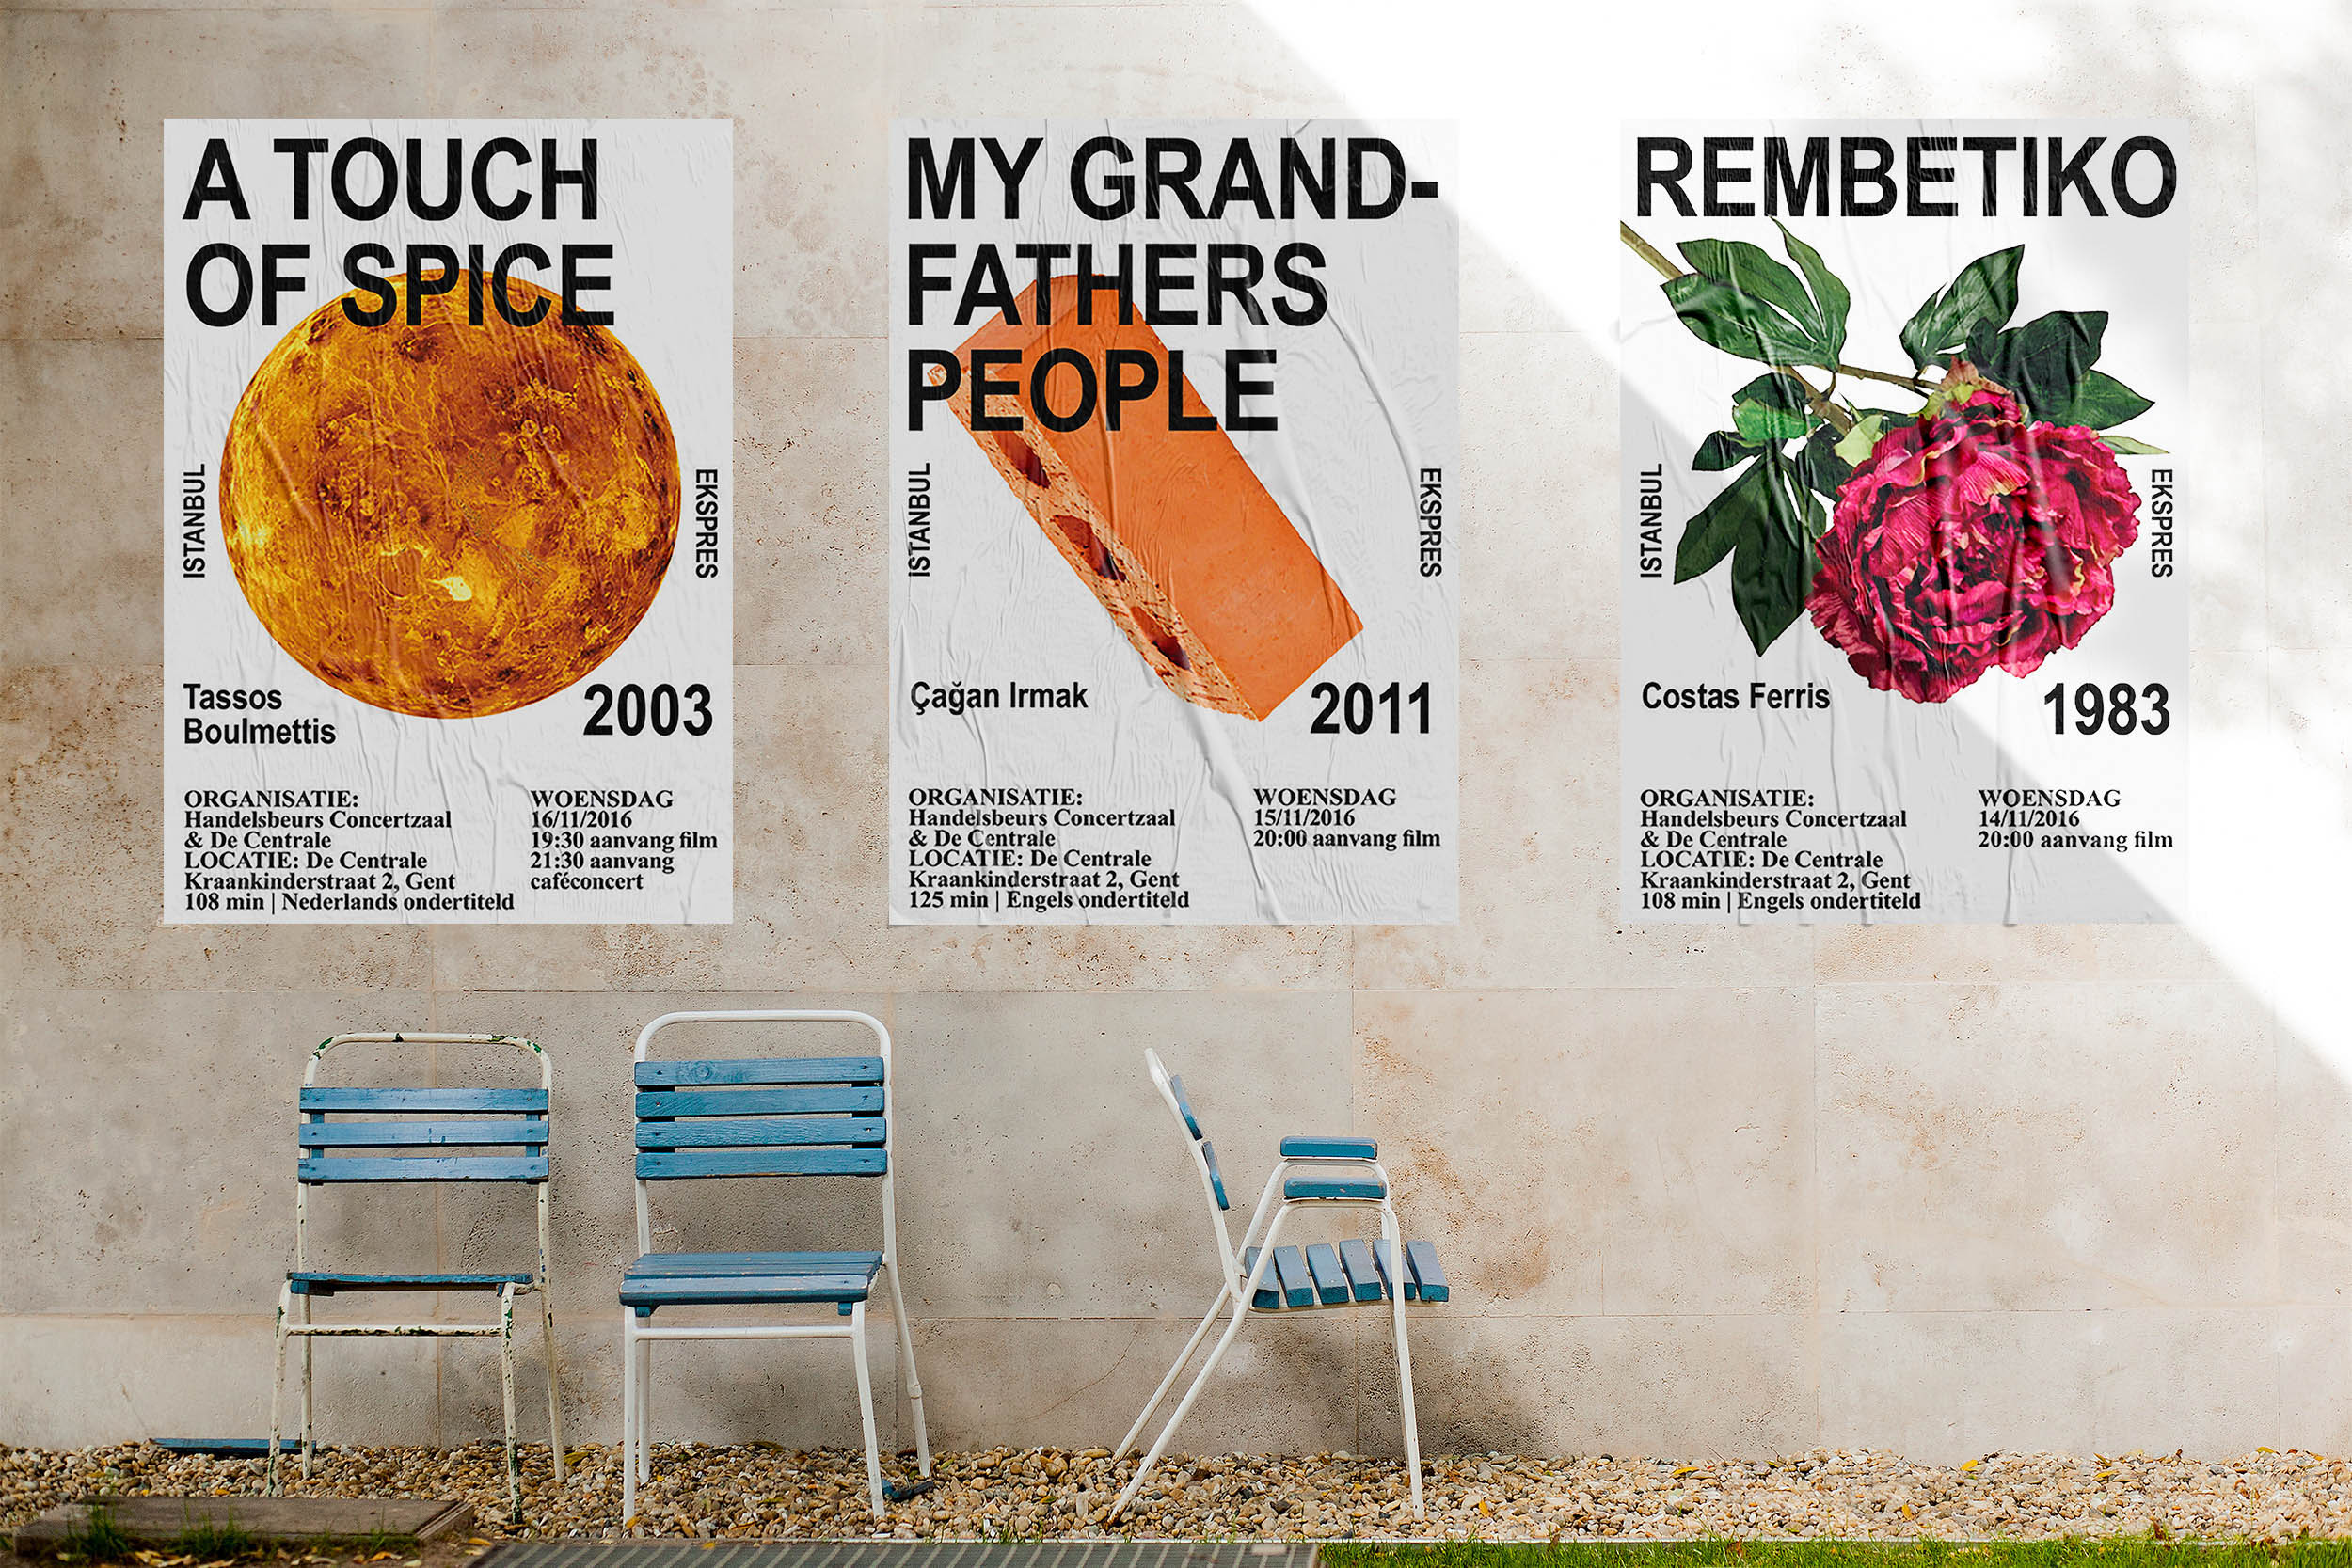 A TOUCH
OF SPICE
ISTANBUL
EKSPRES
Tassos
Boulmettis
2003
ORGANISATIE:
Handelsbeurs Concertzaal
& De Centrale
LOCATIE: De Centrale
Kraankinderstraat 2, Gent
108 min | Nederlands ondertiteld
WOENSDAG
16/11/2016
19:30 aanvang film
21:30 aanvang
caféconcert
MY GRAND-
FATHERS
PEOPLE
ISTANBUL
EKSPRES
Çağan Irmak
2011
ORGANISATIE:
Handelsbeurs Concertzaal
& De Centrale
LOCATIE: De Centrale
Kraankinderstraat 2, Gent
125 min | Engels ondertiteld
WOENSDAG
15/11/2016
20:00 aanvang film
REMBETIKO
ISTANBUL
EKSPRES
Costas Ferris
1983
ORGANISATIE:
Handelsbeurs Concertzaal
& De Centrale
LOCATIE: De Centrale
Kraankinderstraat 2, Gent
108 min | Engels ondertiteld
WOENSDAG
14/11/2016
20:00 aanvang film